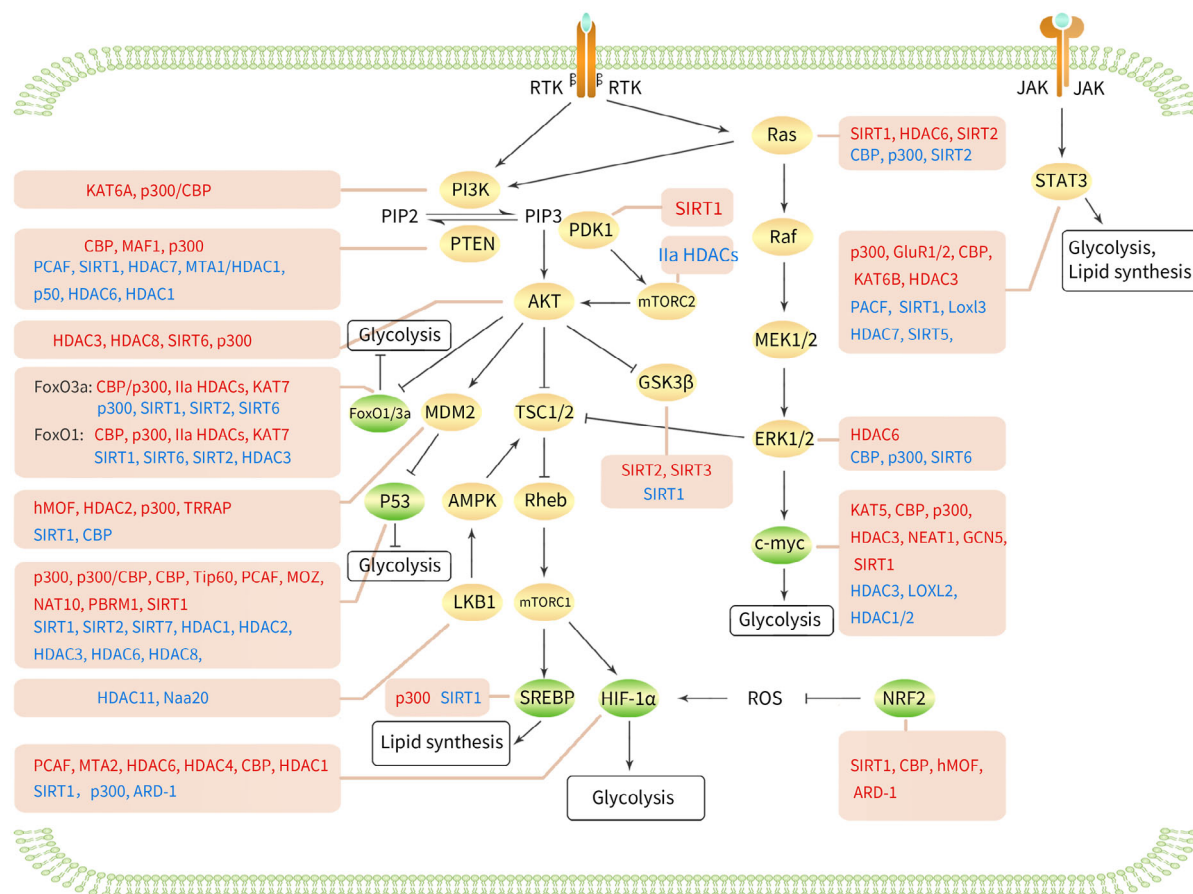 RTK
RTK
JAK
JAK
Ras
SIRT1, HDAC6, SIRT2
CBP, p300, SIRT2
KAT6A, p300/CBP
PI3K
STAT3
PIP2
PIP3
PDK1
SIRT1
PTEN
Raf
CBP, MAF1, p300
PCAF, SIRT1, HDAC7, MTA1/HDAC1,
p50, HDAC6, HDAC1
IIa HDACs
Glycolysis,
Lipid synthesis
p300, GluR1/2, CBP,
KAT6B, HDAC3
PACF, SIRT1, Loxl3
HDAC7, SIRT5,
AKT
mTORC2
HDAC3, HDAC8, SIRT6, p300
Glycolysis
MEK1/2
GSK3β
FoxO3a: CBP/p300, IIa HDACs, KAT7
p300, SIRT1, SIRT2, SIRT6
FoxO1: CBP, p300, IIa HDACs, KAT7
SIRT1, SIRT6, SIRT2, HDAC3
FoxO1/3a
MDM2
TSC1/2
ERK1/2
HDAC6
CBP, p300, SIRT6
SIRT2, SIRT3
SIRT1
hMOF, HDAC2, p300, TRRAP
SIRT1, CBP
P53
AMPK
Rheb
c-myc
KAT5, CBP, p300,
HDAC3, NEAT1, GCN5,
SIRT1
HDAC3, LOXL2,
HDAC1/2
Glycolysis
p300, p300/CBP, CBP, Tip60, PCAF, MOZ,
NAT10, PBRM1, SIRT1
SIRT1, SIRT2, SIRT7, HDAC1, HDAC2,
HDAC3, HDAC6, HDAC8,
LKB1
mTORC1
Glycolysis
HDAC11, Naa20
p300 SIRT1
SREBP
HIF-1α
ROS
NRF2
Lipid synthesis
PCAF, MTA2, HDAC6, HDAC4, CBP, HDAC1
SIRT1, p300, ARD-1
Glycolysis
SIRT1, CBP, hMOF,
ARD-1